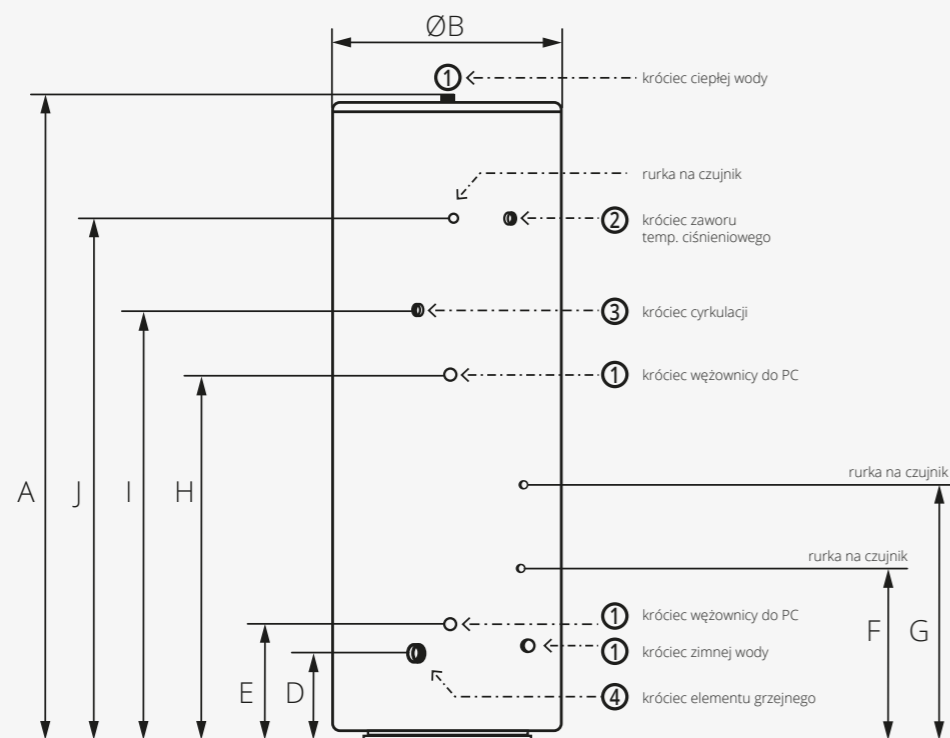 ØB
1 króciec ciepłej wody
rurka na czujnik
2 króciec zaworu
temp. ciśnieniowego
3 króciec cyrkulacji
1 króciec wężownicy do PC
A
J
I
H
rurka na czujnik
rurka na czujnik
1 króciec wężownicy do PC
F
G
1 króciec zimnej wody
E
D
4 króciec elementu grzejnego